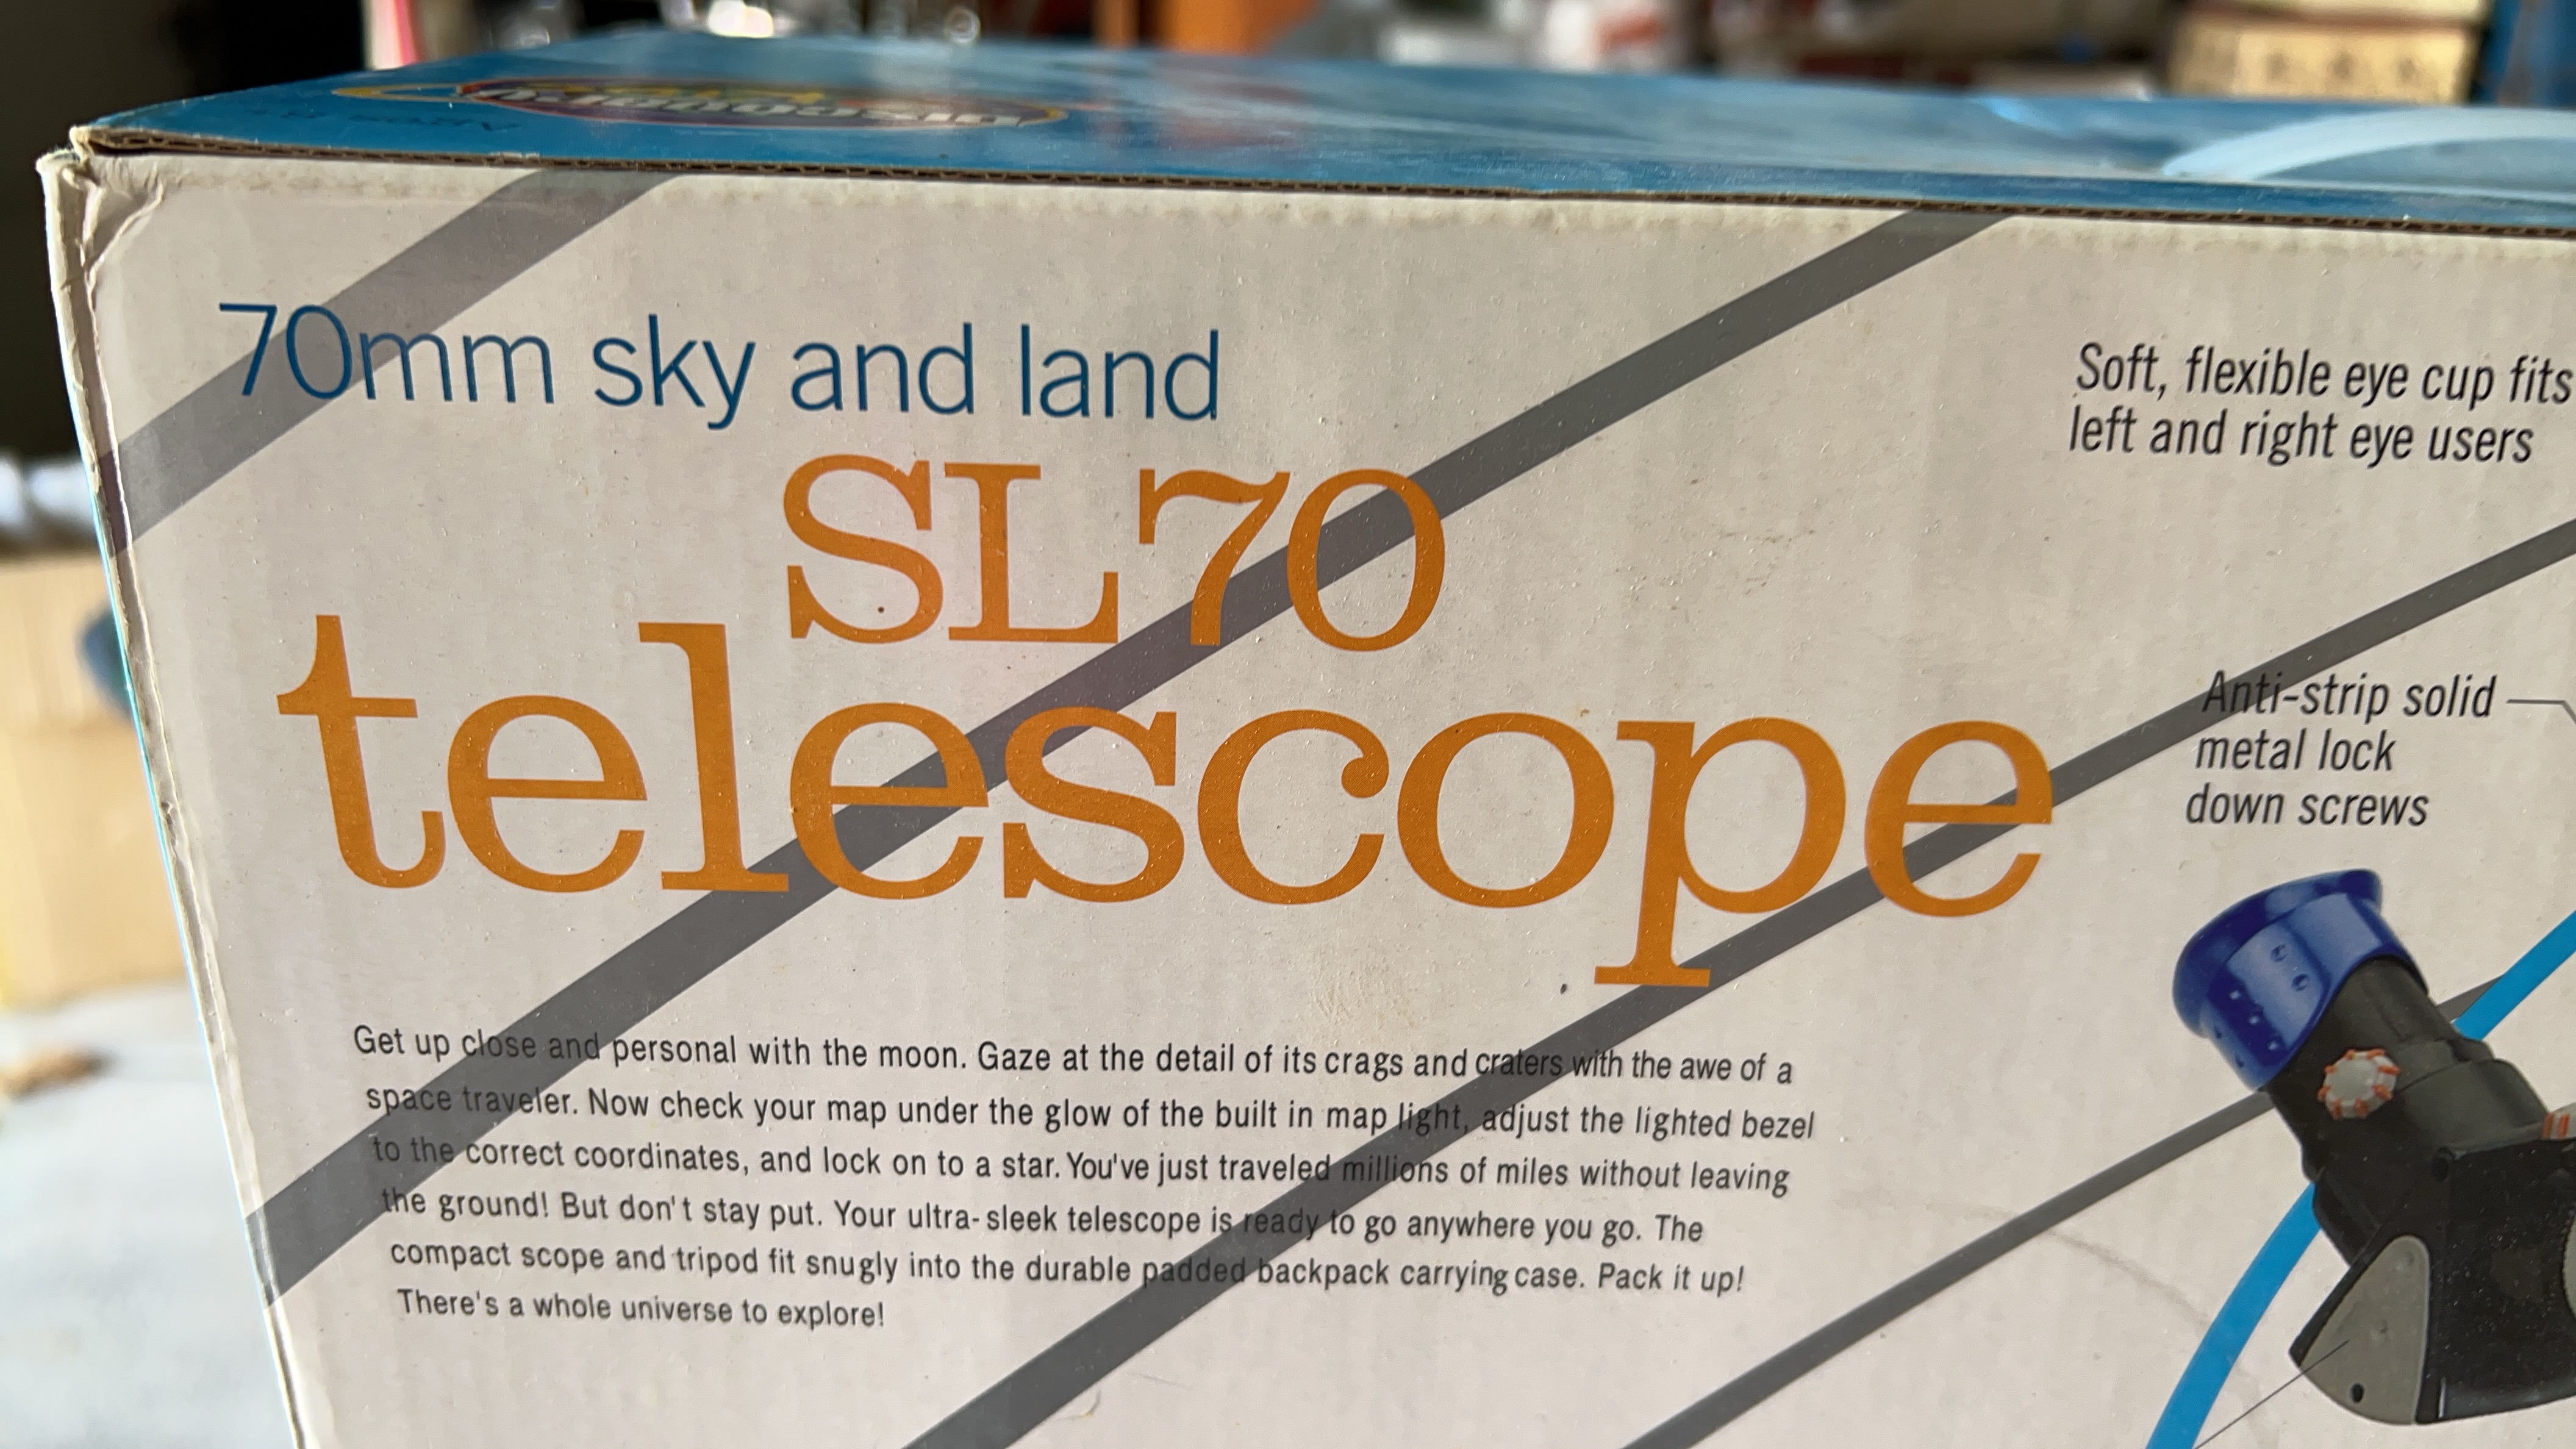 70mm sky and land
SL70
telescope
Get up close and personal with the moon. Gaze at the detail of its crags and craters with the awe of a
space traveler. Now check your map under the glow of the built in map light, adjust the lighted bezel
to the correct coordinates, and lock on to a star. You've just traveled millions of miles without leaving
the ground! But don't stay put. Your ultra-sleek telescope is ready to go anywhere you go. The
compact scope and tripod fit snugly into the durable padded backpack carrying case. Pack it up!
There's a whole universe to explore!
Soft, flexible eye cup fits
left and right eye users
Anti-strip solid
metal lock
down screws